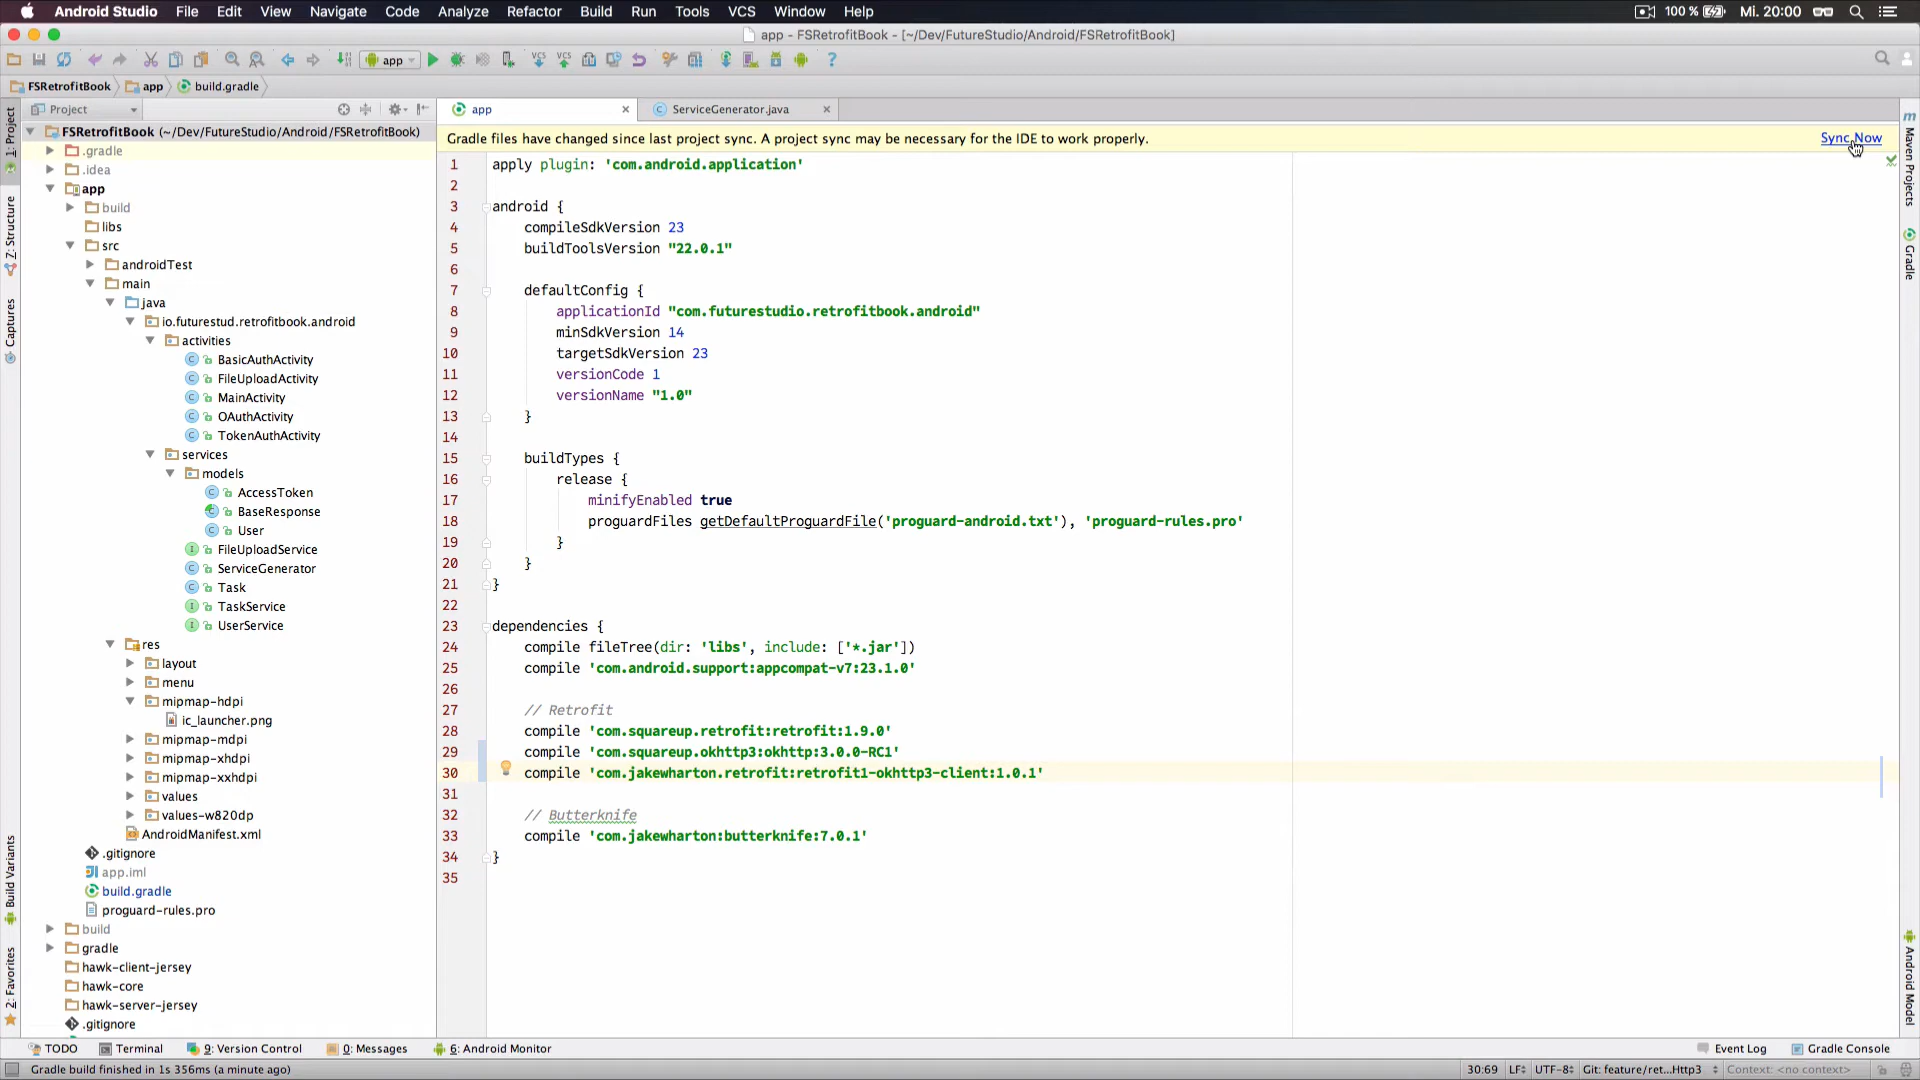 Android Studio File Edit View Navigate Code Analyze Refactor Build Run Tools VCS Window Help 100 % Mi. 20:00
app - FSRetrofitBook - [~/Dev/FutureStudio/Android/FSRetrofitBook]
app
FSRetrofitBook app build.gradle
Project
app ServiceGenerator.java
FSRetrofitBook (~/Dev/FutureStudio/Android/FSRetrofitBook)
Gradle files have changed since last project sync. A project sync may be necessary for the IDE to work properly. Sync Now
.gradle
.idea
app
build
libs
src
androidTest
main
java
io.futurestud.retrofitbook.android
activities
BasicAuthActivity
FileUploadActivity
MainActivity
OAuthActivity
TokenAuthActivity
services
models
AccessToken
BaseResponse
User
FileUploadService
ServiceGenerator
Task
TaskService
UserService
res
layout
menu
mipmap-hdpi
ic_launcher.png
mipmap-mdpi
mipmap-xhdpi
mipmap-xxhdpi
values
values-w820dp
AndroidManifest.xml
.gitignore
app.iml
build.gradle
proguard-rules.pro
build
gradle
hawk-client-jersey
hawk-core
hawk-server-jersey
.gitignore
1 apply plugin: 'com.android.application'
2
3 android {
4 compileSdkVersion 23
5 buildToolsVersion "22.0.1"
6
7 defaultConfig {
8 applicationId "com.futurestudio.retrofitbook.android"
9 minSdkVersion 14
10 targetSdkVersion 23
11 versionCode 1
12 versionName "1.0"
13 }
14
15 buildTypes {
16 release {
17 minifyEnabled true
18 proguardFiles getDefaultProguardFile('proguard-android.txt'), 'proguard-rules.pro'
19 }
20 }
21 }
22
23 dependencies {
24 compile fileTree(dir: 'libs', include: ['*.jar'])
25 compile 'com.android.support:appcompat-v7:23.1.0'
26
27 // Retrofit
28 compile 'com.squareup.retrofit:retrofit:1.9.0'
29 compile 'com.squareup.okhttp3:okhttp:3.0.0-RC1'
30 compile 'com.jakewharton.retrofit:retrofit1-okhttp3-client:1.0.1'
31
32 // Butterknife
33 compile 'com.jakewharton:butterknife:7.0.1'
34 }
35
1: Project
Z: Structure
Captures
Build Variants
2: Favorites
Maven Projects
Gradle
Android Model
TODO Terminal 9: Version Control 0: Messages 6: Android Monitor Event Log Gradle Console
Gradle build finished in 1s 356ms (a minute ago) 30:69 LF UTF-8 Git: feature/ret...Http3 Context: <no context>